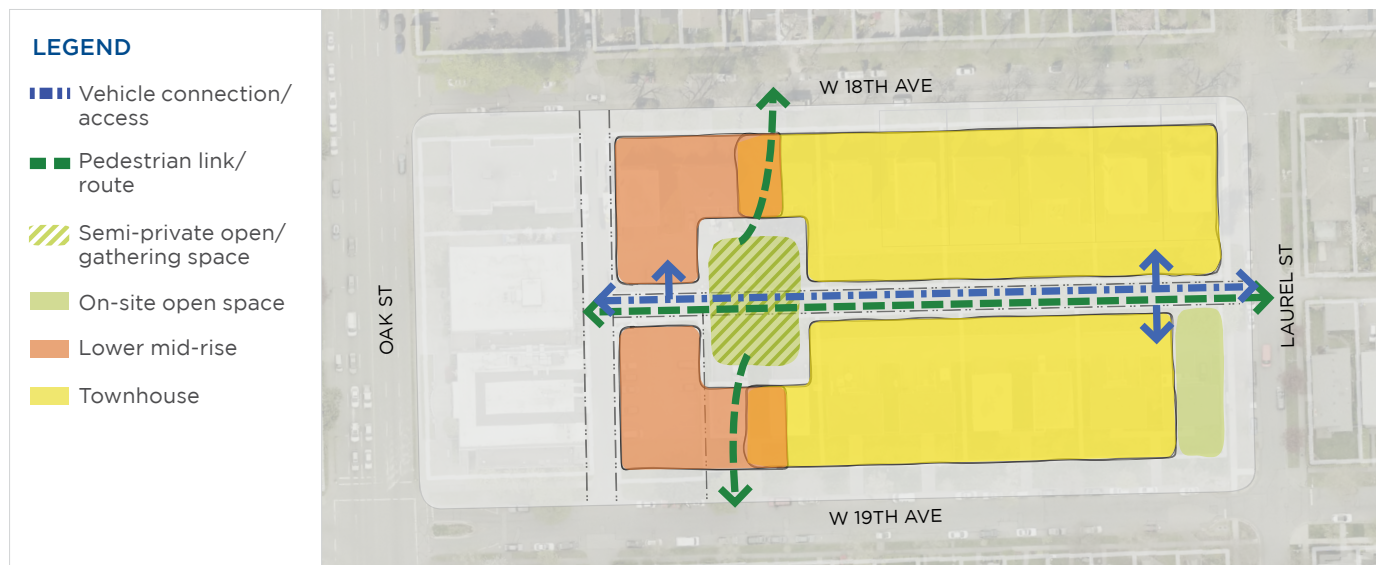 LEGEND
Vehicle connection/
access
Pedestrian link/
route
Semi-private open/
gathering space
On-site open space
Lower mid-rise
Townhouse
W 18TH AVE
OAK ST
LAUREL ST
W 19TH AVE